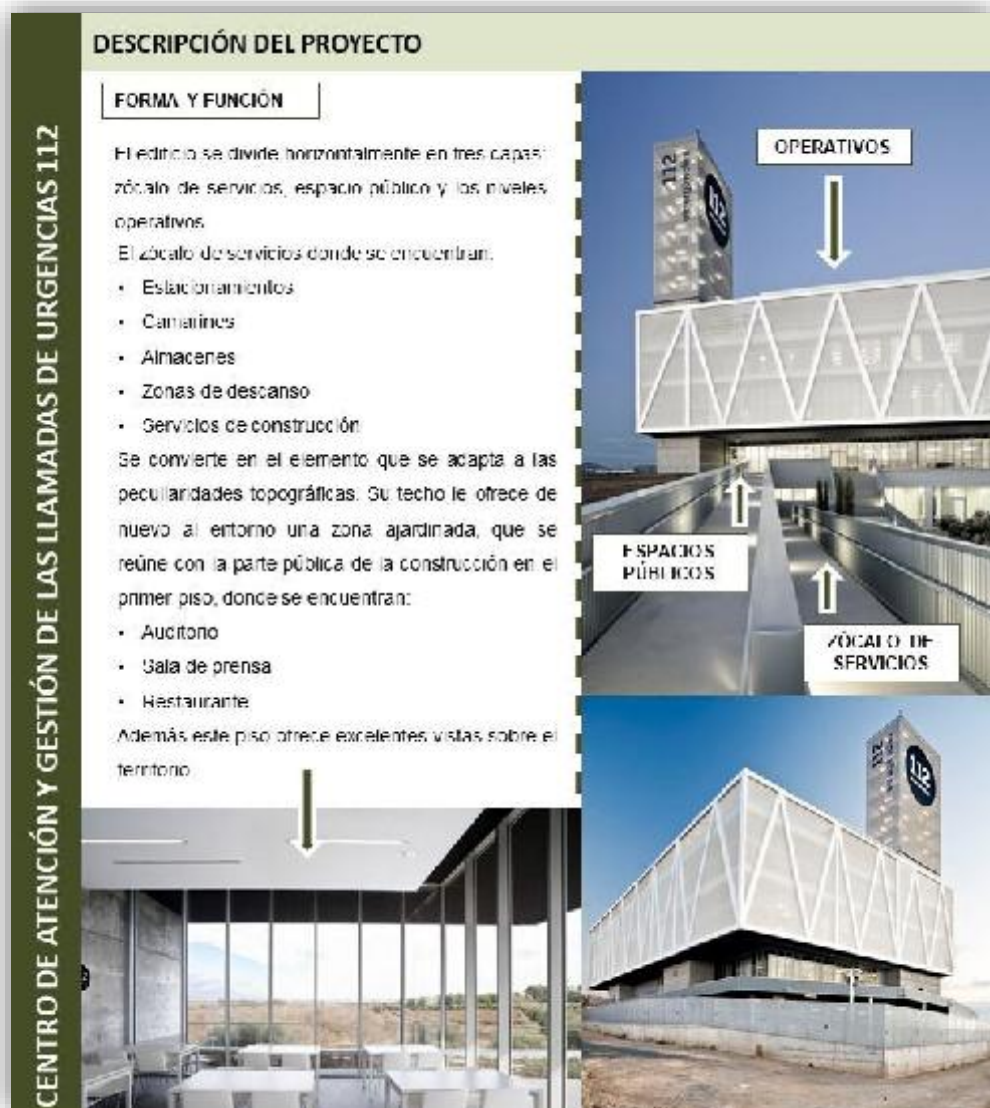 DESCRIPCIÓN DEL PROYECTO
CENTRO DE ATENCIÓN Y GESTIÓN DE LAS LLAMADAS DE URGENCIAS 112
FORMA Y FUNCIÓN
El edificio se divide horizontalmente en tres capas:
zócalo de servicios, espacio público y los niveles
operativos
El zócalo de servicios donde se encuentran:
• Estacionamientos
• Camarines
• Almacenes
• Zonas de descanso
• Servicios de construcción
Se convierte en el elemento que se adapta a las
peculiaridades topográficas. Su techo le ofrece de
nuevo al entorno una zona ajardinada, que se
reúne con la parte pública de la construcción en el
primer piso, donde se encuentran:
• Auditorio
• Sala de prensa
• Restaurante
Además este piso ofrece excelentes vistas sobre el
territorio.
OPERATIVOS
112
112
ESPACIOS
PÚBLICOS
ZÓCALO DE
SERVICIOS
112
112